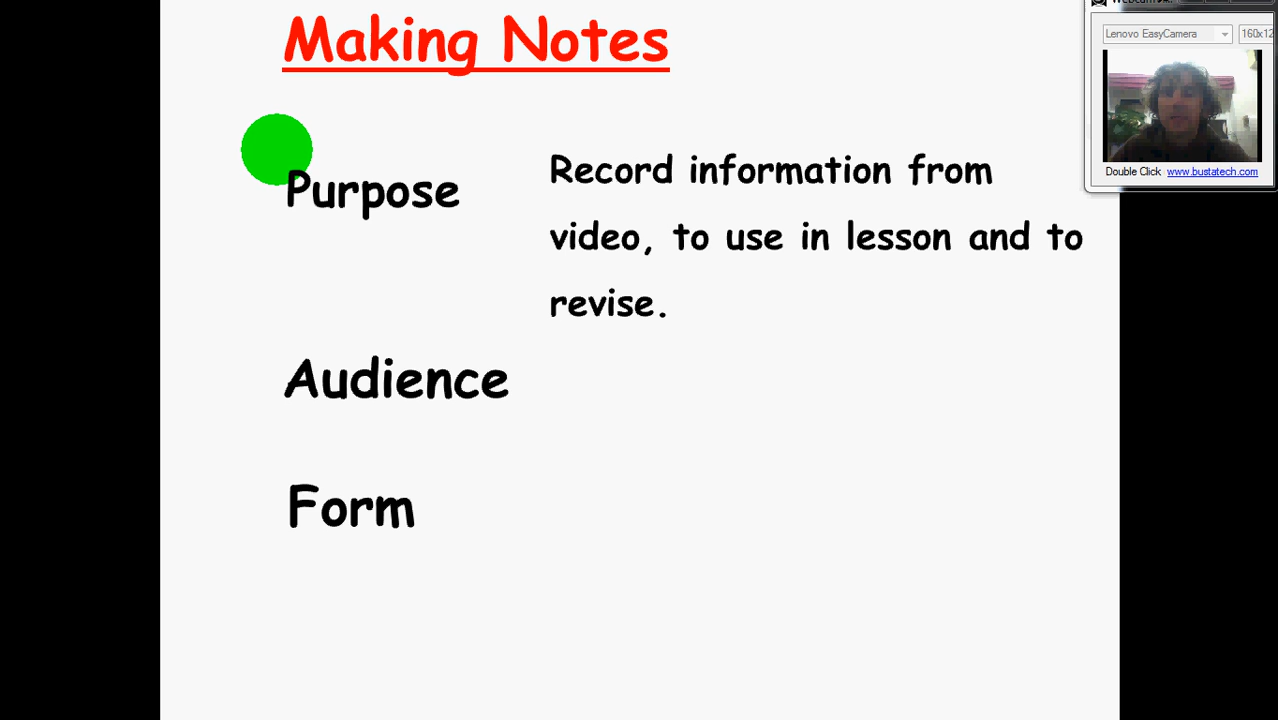 Making Notes
Lenovo EasyCamera
160x12
Double Click www.bustatech.com
Purpose
Record information from
video, to use in lesson and to
revise.
Audience
Form